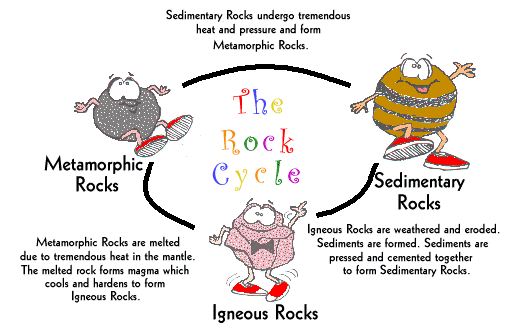 Sedimentary Rocks undergo tremendous
heat and pressure and form
Metamorphic Rocks.
The
Rock
Cycle
Metamorphic
Rocks
Sedimentary
Rocks
Metamorphic Rocks are melted
due to tremendous heat in the mantle.
The melted rock forms magma which
cools and hardens to form
Igneous Rocks.
Igneous Rocks are weathered and eroded.
Sediments are formed. Sediments are
pressed and cemented together
to form Sedimentary Rocks.
Igneous Rocks